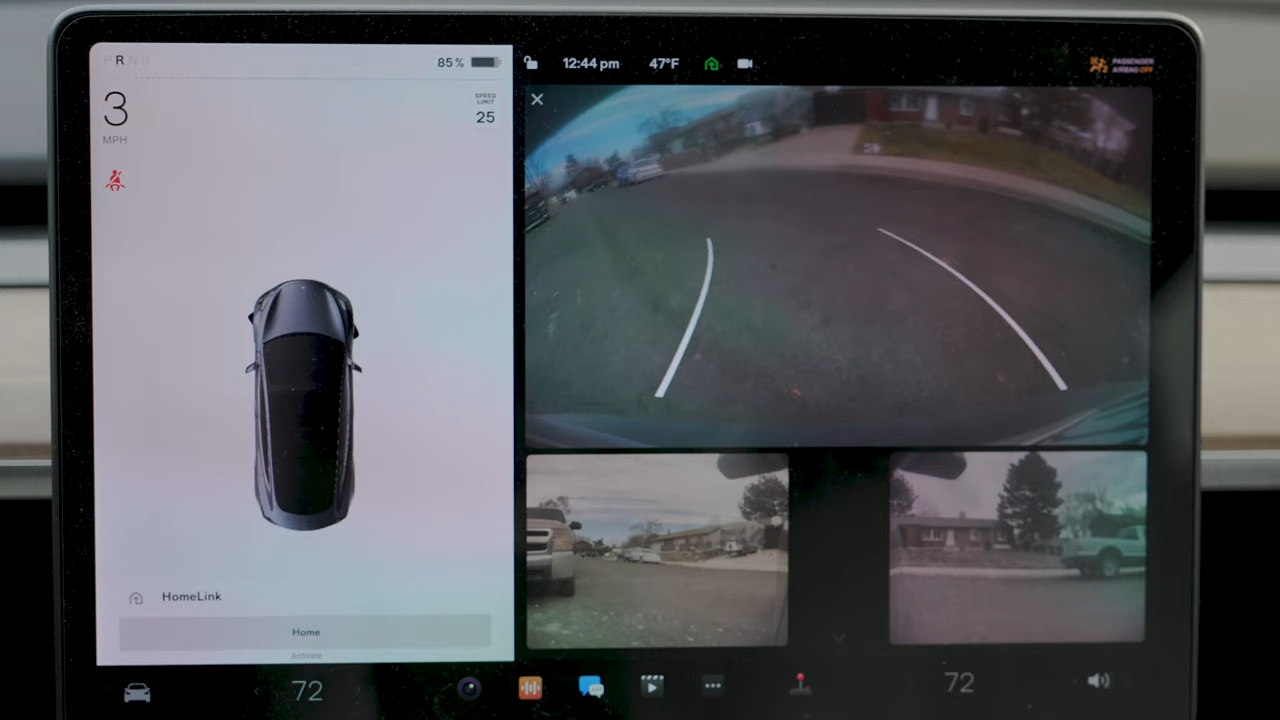 P R N D
85%
3
MPH
SPEED
LIMIT
25
12:44 pm
47°F
PASSENGER
AIRBAG OFF
HomeLink
Home
Activate
72
72